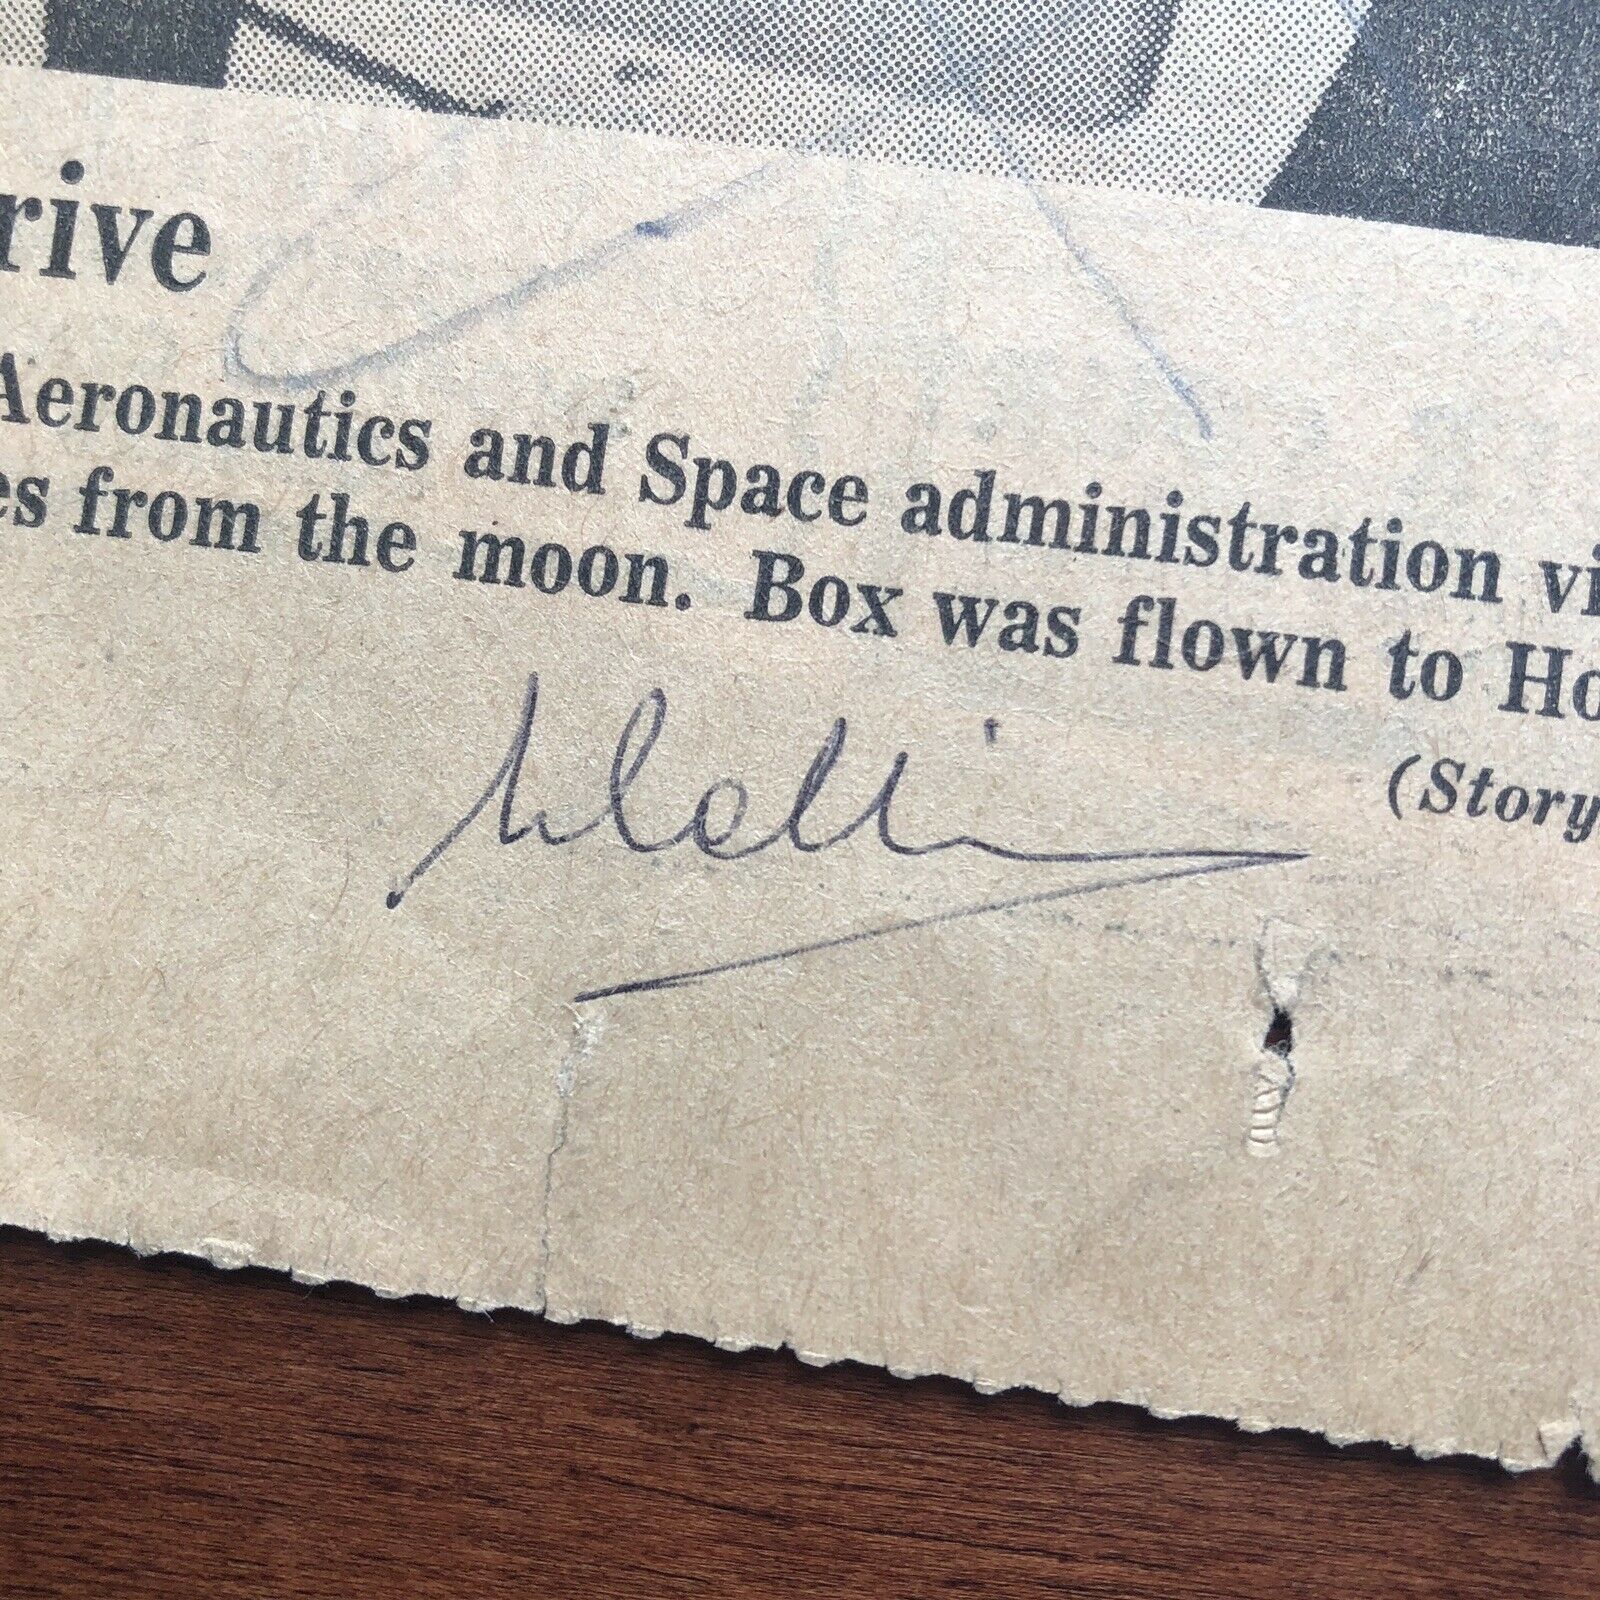 rive
Aeronautics and Space administration vi
es from the moon. Box was flown to Ho
(Story